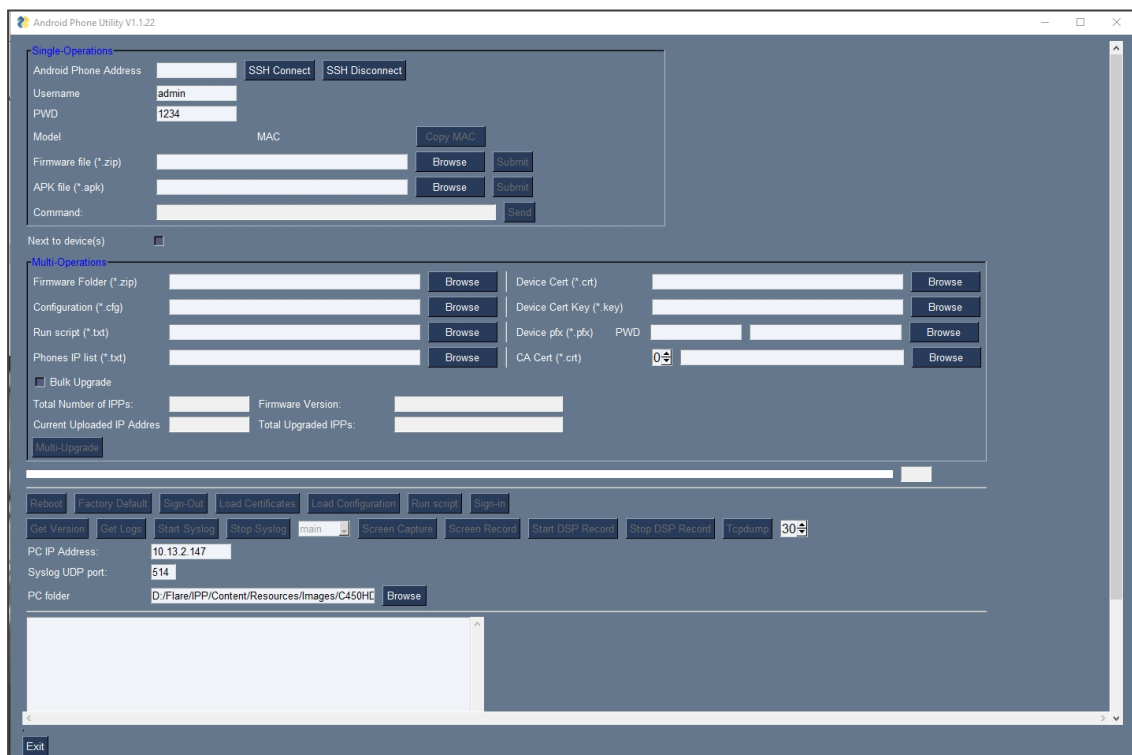 Android Phone Utility V1.1.22
Single-Operations
Android Phone Address SSH Connect SSH Disconnect
Username admin
PWD 1234
Model MAC Copy MAC
Firmware file (*.zip) Browse Submit
APK file (*.apk) Browse Submit
Command: Send
Next to device(s)
Multi-Operations
Firmware Folder (*.zip) Browse Device Cert (*.crt) Browse
Configuration (*.cfg) Browse Device Cert Key (*.key) Browse
Run script (*.txt) Browse Device pfx (*.pfx) PWD Browse
Phones IP list (*.txt) Browse CA Cert (*.crt) 0 Browse
Bulk Upgrade
Total Number of IPPs: Firmware Version:
Current Uploaded IP Addres Total Upgraded IPPs:
Multi-Upgrade
Reboot Factory Default Sign-Out Load Certificates Load Configuration Run script Sign-in
Get Version Get Logs Start Syslog Stop Syslog main Screen Capture Screen Record Start DSP Record Stop DSP Record Tcpdump 30
PC IP Address: 10.13.2.147
Syslog UDP port: 514
PC folder D:/Flare/IPP/Content/Resources/Images/C450HD Browse
Exit